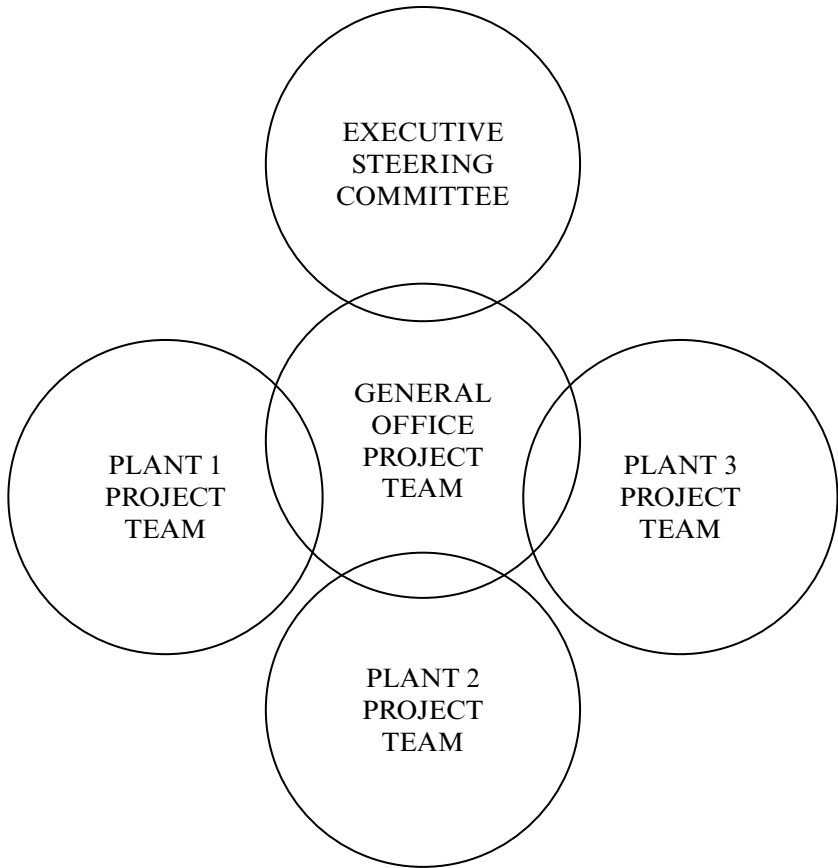 EXECUTIVE
STEERING
COMMITTEE
GENERAL
OFFICE
PROJECT
TEAM
PLANT 1
PROJECT
TEAM
PLANT 3
PROJECT
TEAM
PLANT 2
PROJECT
TEAM